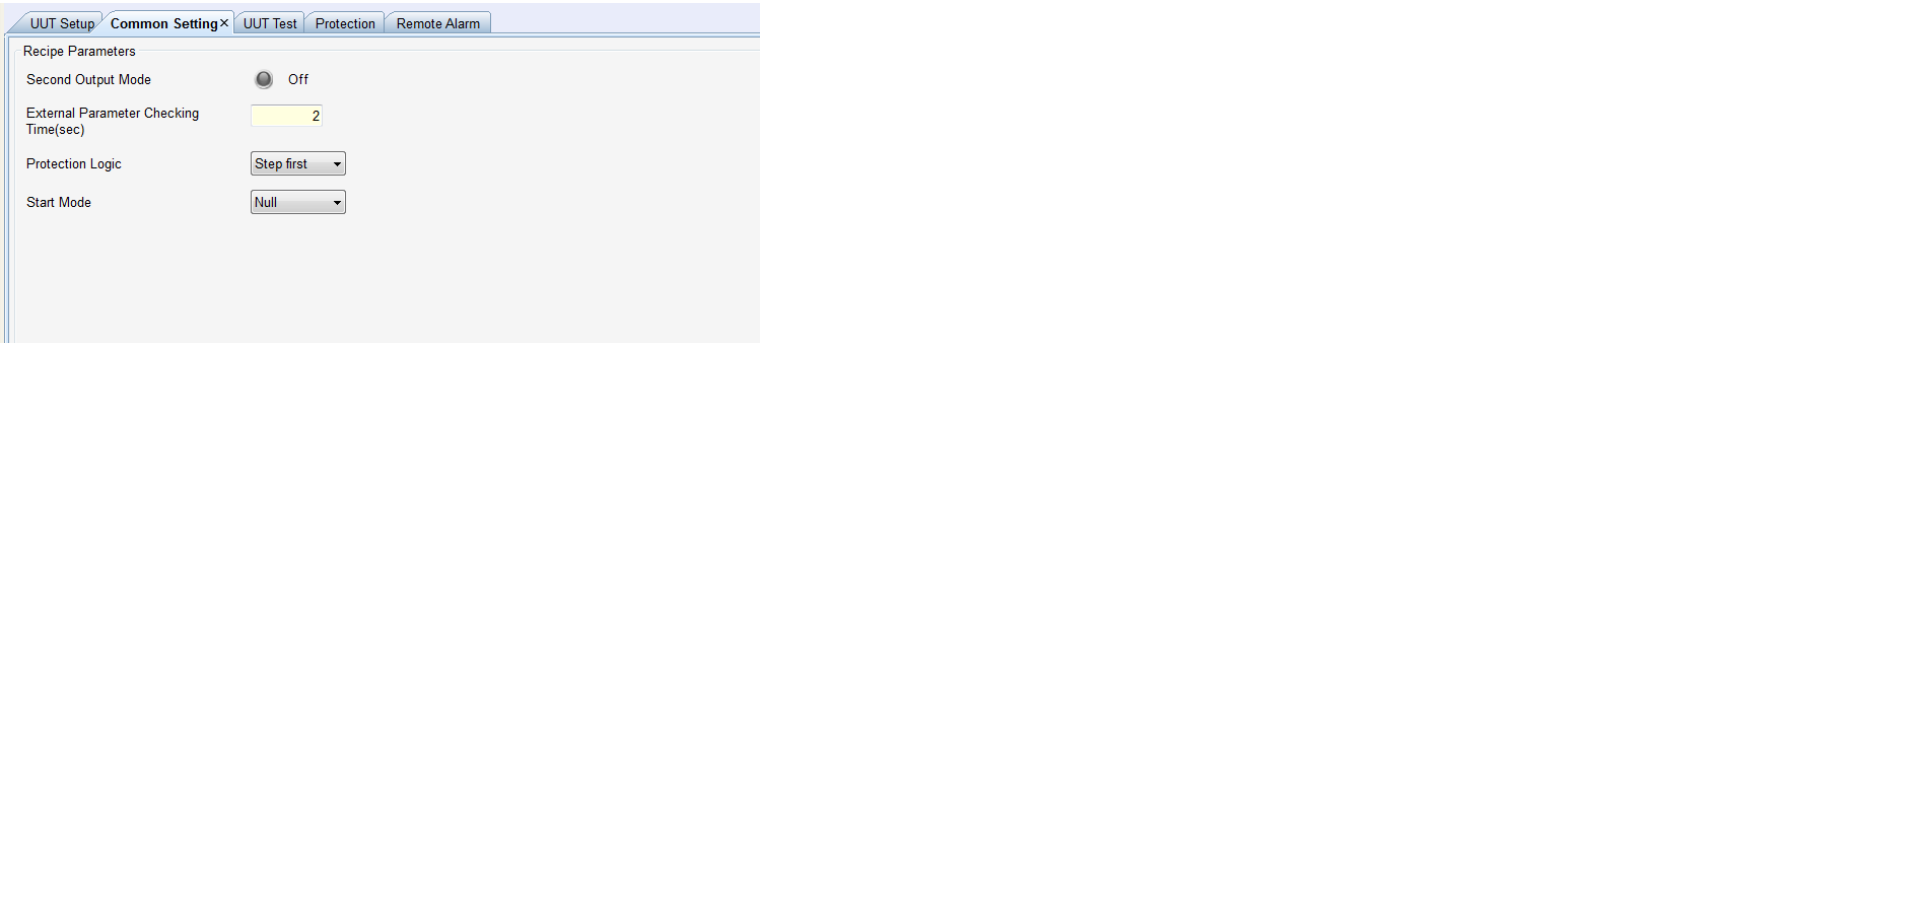 UUT Setup Common Setting× UUT Test Protection Remote Alarm
Recipe Parameters
Second Output Mode Off
External Parameter Checking
Time(sec)
2
Protection Logic Step first
Start Mode Null